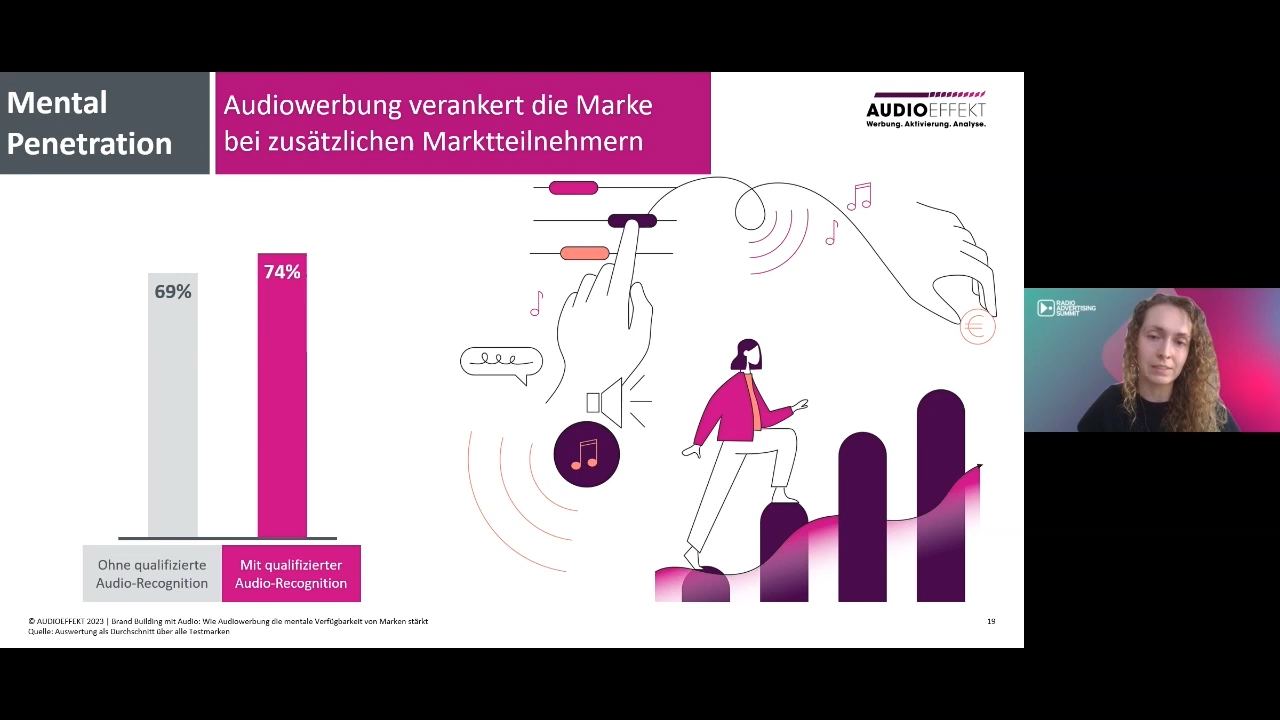 Mental
Penetration
Audiowerbung verankert die Marke
bei zusätzlichen Marktteilnehmern
AUDIOEFFEKT
Werbung. Aktivierung. Analyse.
69%
74%
Ohne qualifizierte
Audio-Recognition
Mit qualifizierter
Audio-Recognition
€
RADIO
ADVERTISING
SUMMIT
© AUDIOEFFEKT 2023 | Brand Building mit Audio: Wie Audiowerbung die mentale Verfügbarkeit von Marken stärkt
Quelle: Auswertung als Durchschnitt über alle Testmarken
19